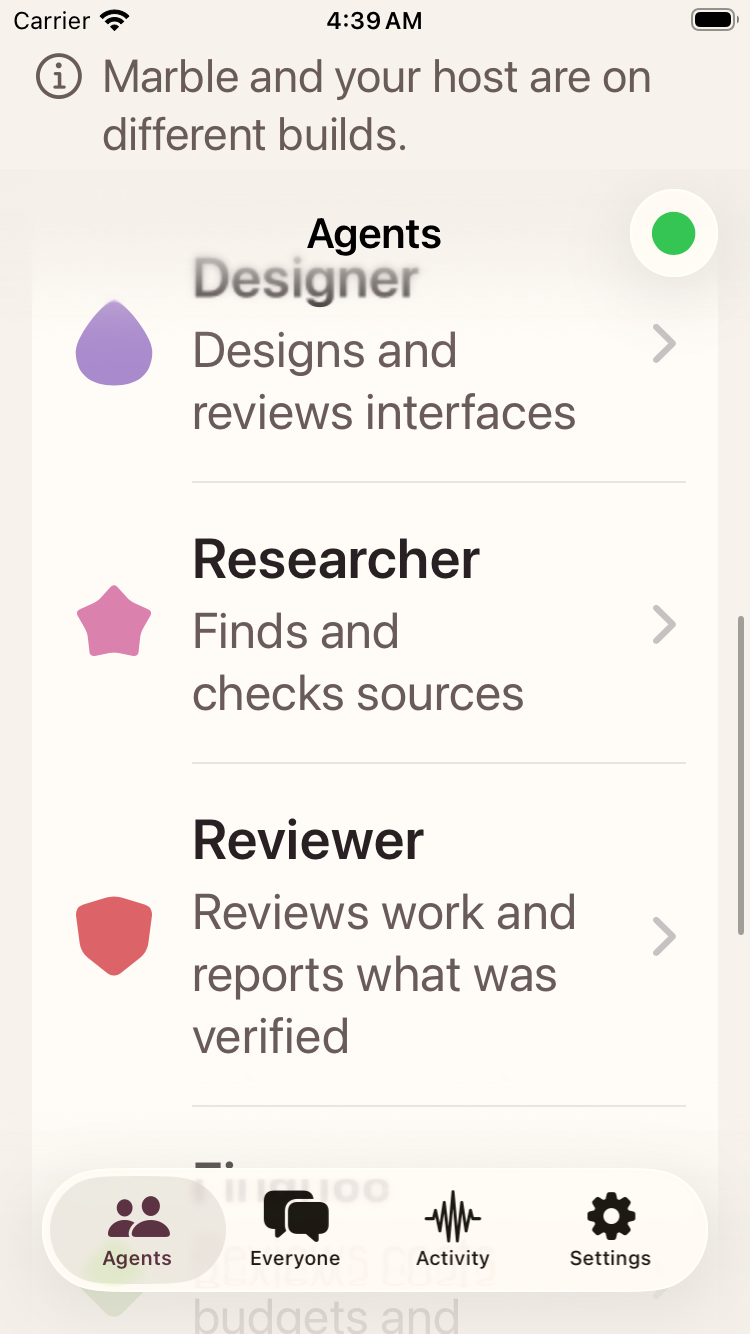 Carrier 4:39 AM
Marble and your host are on
different builds.
Agents
Designer
Designs and
reviews interfaces
Researcher
Finds and
checks sources
Reviewer
Reviews work and
reports what was
verified
Agents Everyone Activity Settings
budgets and